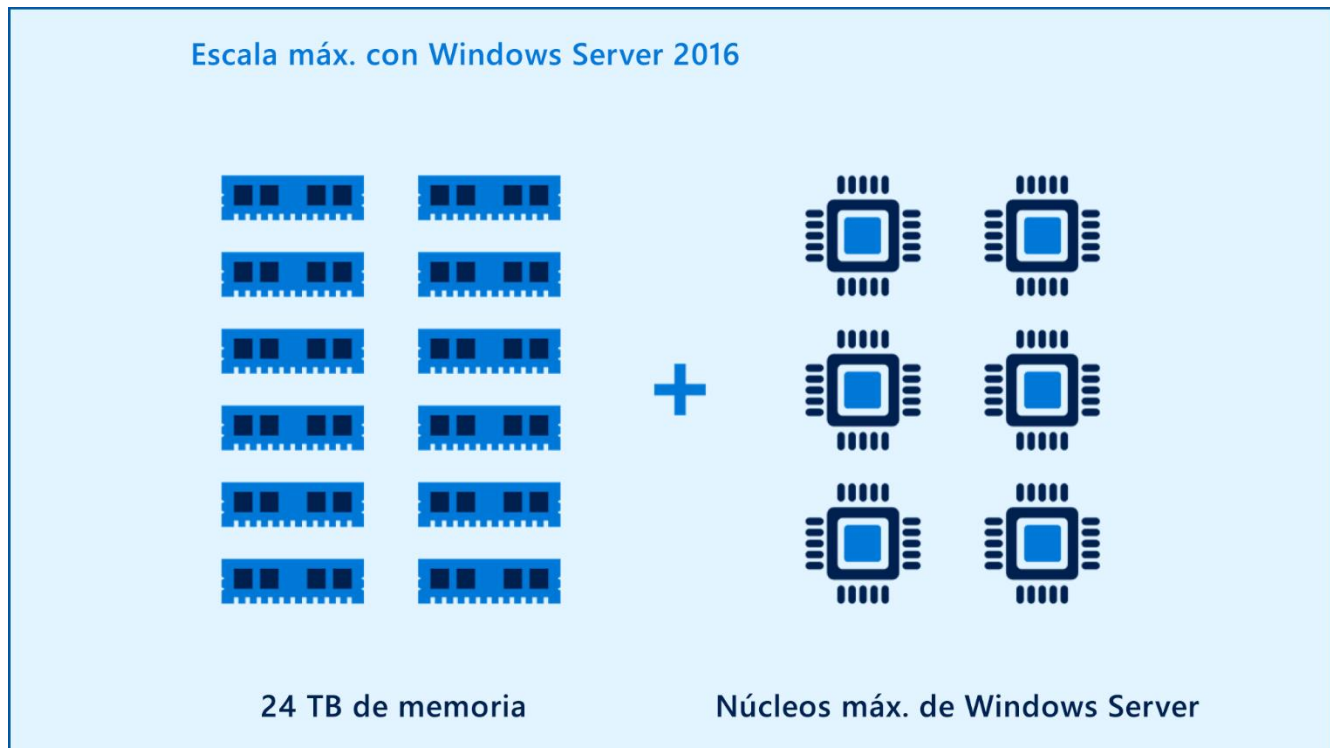 Escala máx. con Windows Server 2016
24 TB de memoria
Núcleos máx. de Windows Server